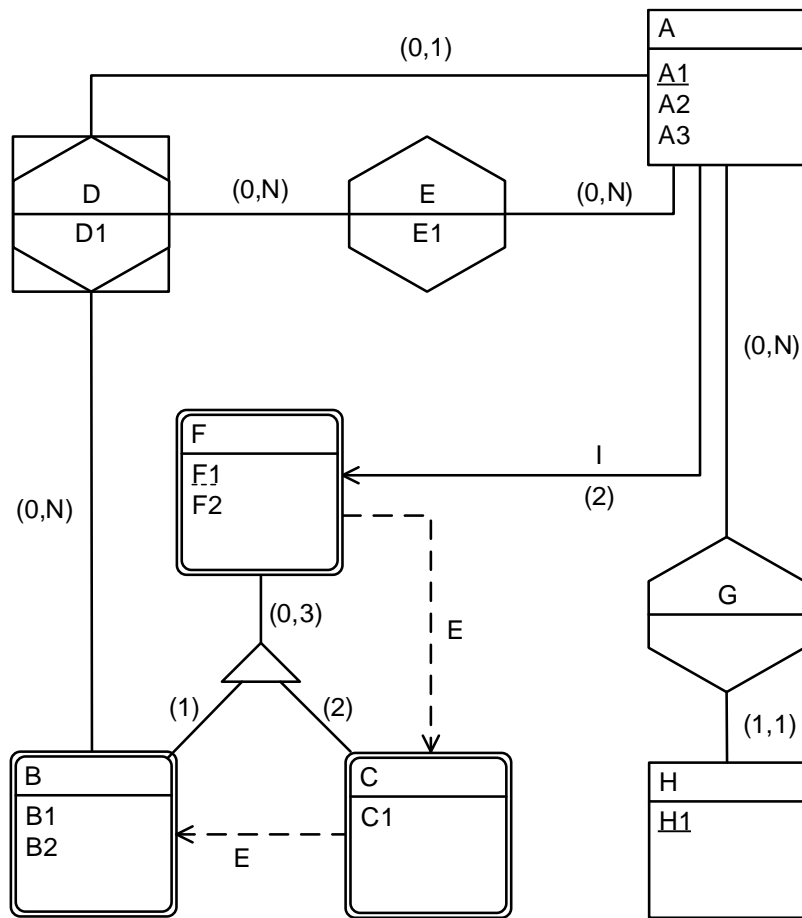 A
(0,1)
A1
A2
A3
D
(0,N)
E
(0,N)
D1
E1
(0,N)
F
I
F1
(2)
F2
(0,N)
G
(0,3)
E
(1)
(2)
(1,1)
B
C
H
B1
C1
H1
B2
E